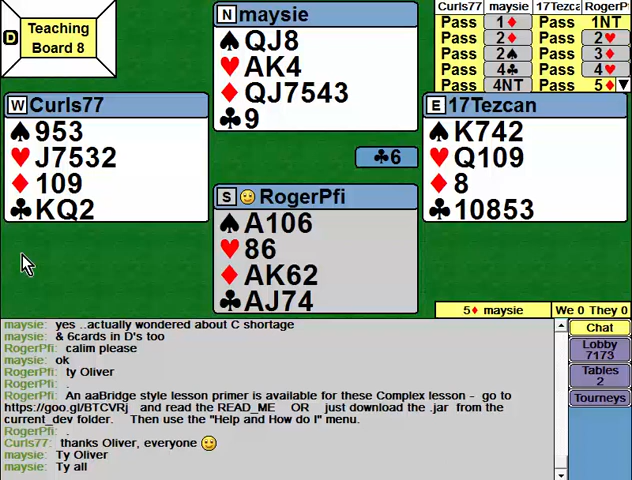 Curls77 maysie 17Tezca RogerPf
Pass 1♦ Pass 1NT
Pass 2♦ Pass 2♥
Pass 2♠ Pass 3♦
Pass 4♣ Pass 4♥
Pass 4NT Pass 5♦
D
Teaching
Board 8
N maysie
♠QJ8
♥AK4
♦QJ7543
♣9
W Curls77
♠953
♥J7532
♦109
♣KQ2
♣6
E 17Tezcan
♠K742
♥Q109
♦8
♣10853
S RogerPfi
♠A106
♥86
♦AK62
♣AJ74
5♦ maysie We 0 They 0
maysie: yes ..actually wondered about C shortage
maysie: & 6cards in D's too
RogerPfi: calim please
maysie: ok
RogerPfi: ty Oliver
RogerPfi: .
RogerPfi: An aaBridge style lesson primer is available for these Complex lesson - go to
https://goo.gl/BTCVRj and read the READ_ME OR just download the .jar from the
current_dev folder. Then use the "Help and How do I" menu.
RogerPfi: .
Curls77: thanks Oliver, everyone
maysie: Ty Oliver
maysie: Ty all
Chat
Lobby
7173
Tables
2
Tourneys